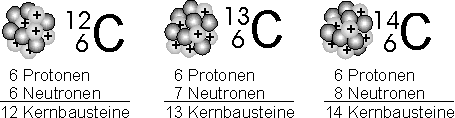 12 6 C
6 Protonen
6 Neutronen
12 Kernbausteine
13 6 C
6 Protonen
7 Neutronen
13 Kernbausteine
14 6 C
6 Protonen
8 Neutronen
14 Kernbausteine